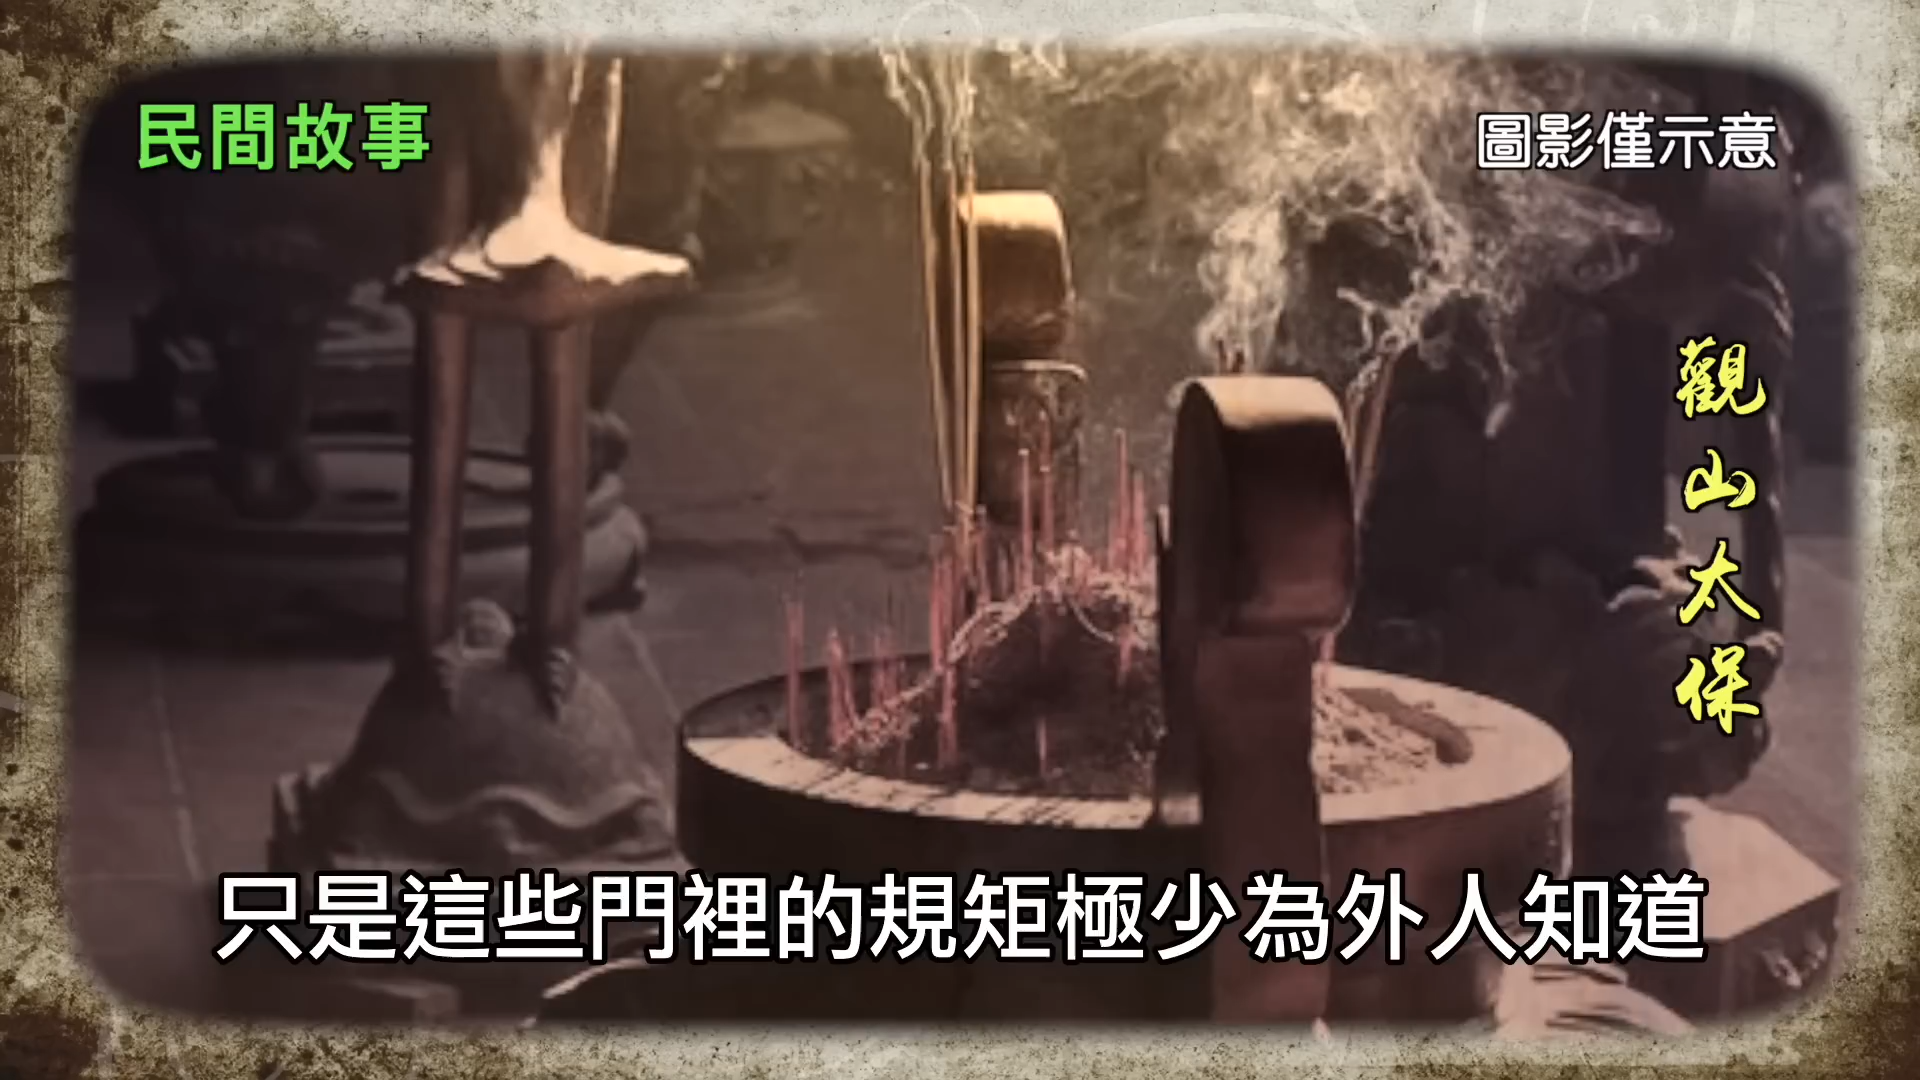 民間故事
圖影僅示意
觀山太保
只是這些門裡的規矩極少為外人知道